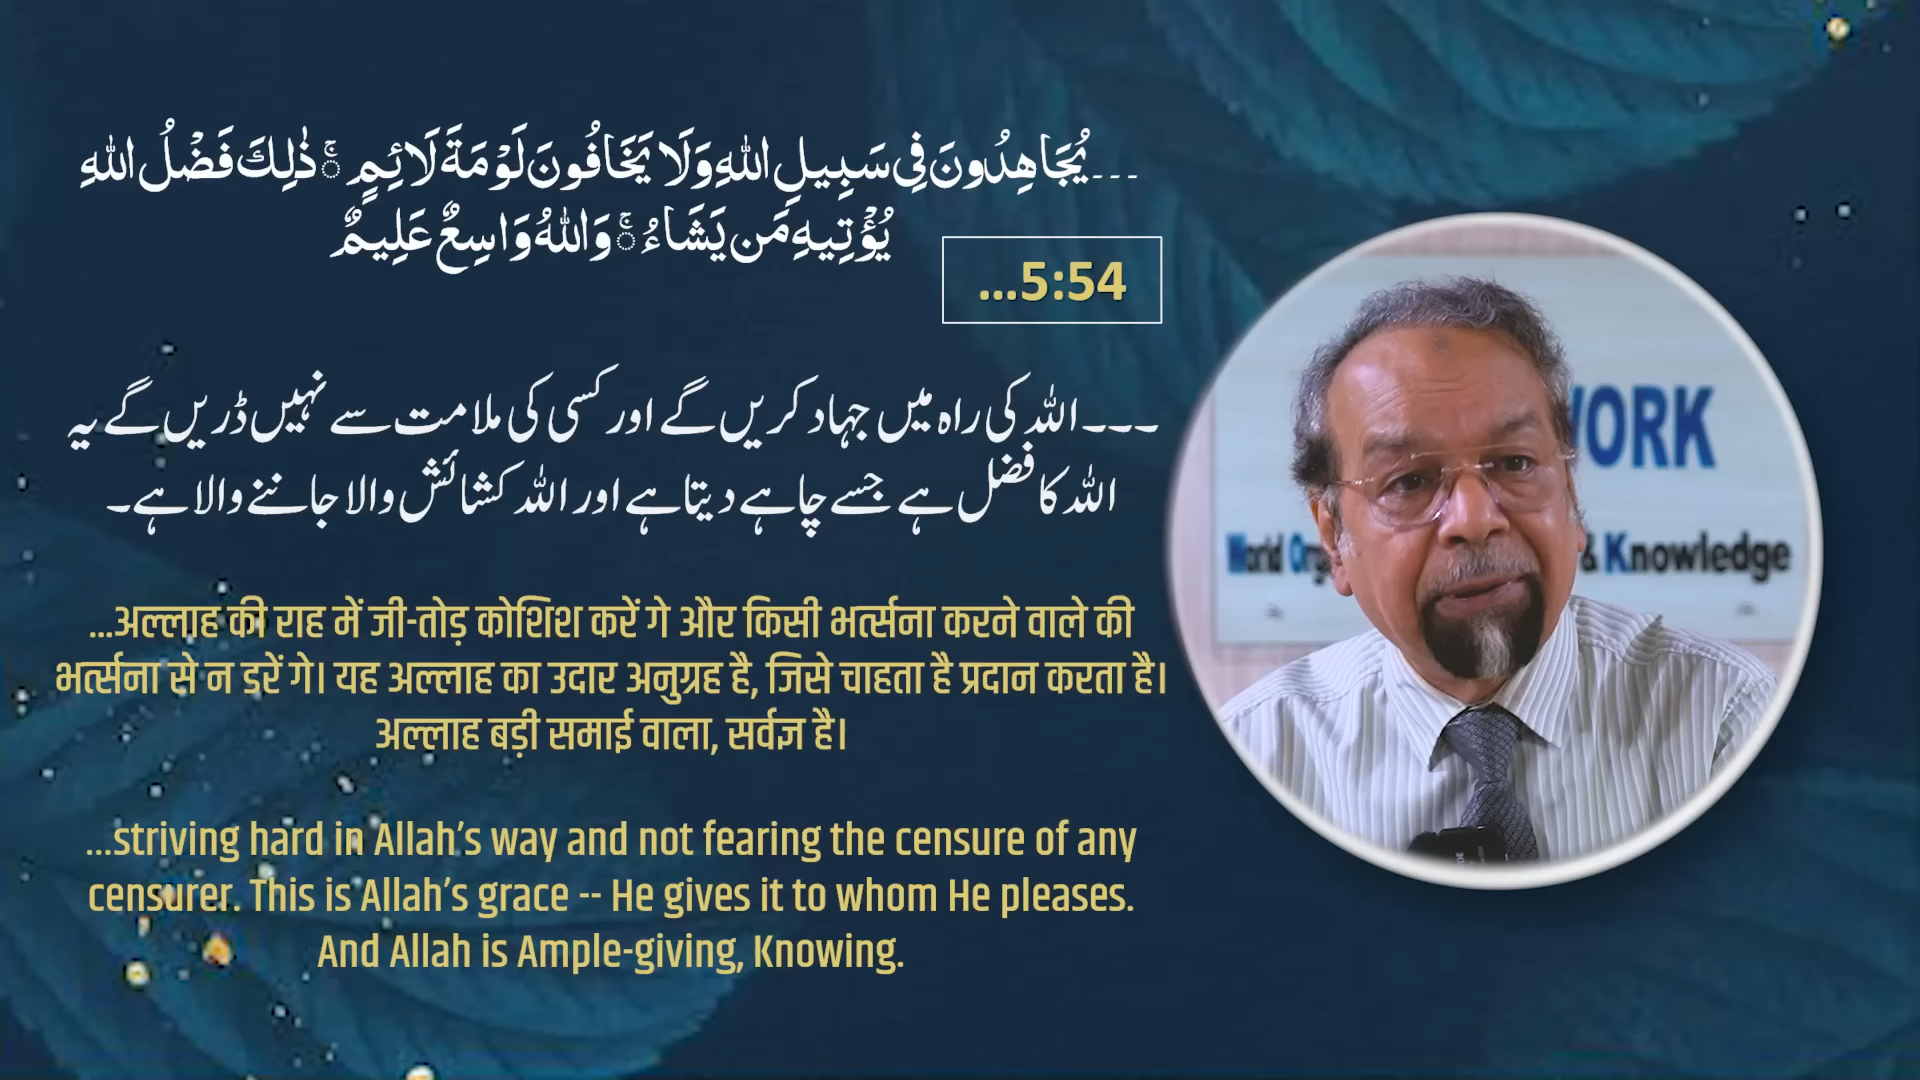 ...يُجَاهِدُونَ فِي سَبِيلِ اللهِ وَلَا يَخَافُونَ لَوْمَةَ لَائِمٍ ۚ ذَٰلِكَ فَضْلُ اللهِ
يُؤْتِيهِ مَن يَشَاءُ ۚ وَاللهُ وَاسِعٌ عَلِيمٌ
...5:54
۔۔۔اللہ کی راہ میں جہاد کریں گے اور کسی کی ملامت سے نہیں ڈریں گے یہ
اللہ کا فضل ہے جسے چاہے دیتا ہے اور اللہ کشائش والا جاننے والا ہے۔
...अल्लाह की राह में जी-तोड़ कोशिश करें गे और किसी भर्त्सना करने वाले की
भर्त्सना से न डरें गे। यह अल्लाह का उदार अनुग्रह है, जिसे चाहता है प्रदान करता है।
अल्लाह बड़ी समाई वाला, सर्वज्ञ है।
...striving hard in Allah’s way and not fearing the censure of any
censurer. This is Allah’s grace -- He gives it to whom He pleases.
And Allah is Ample-giving, Knowing.
WORK
World & Knowledge